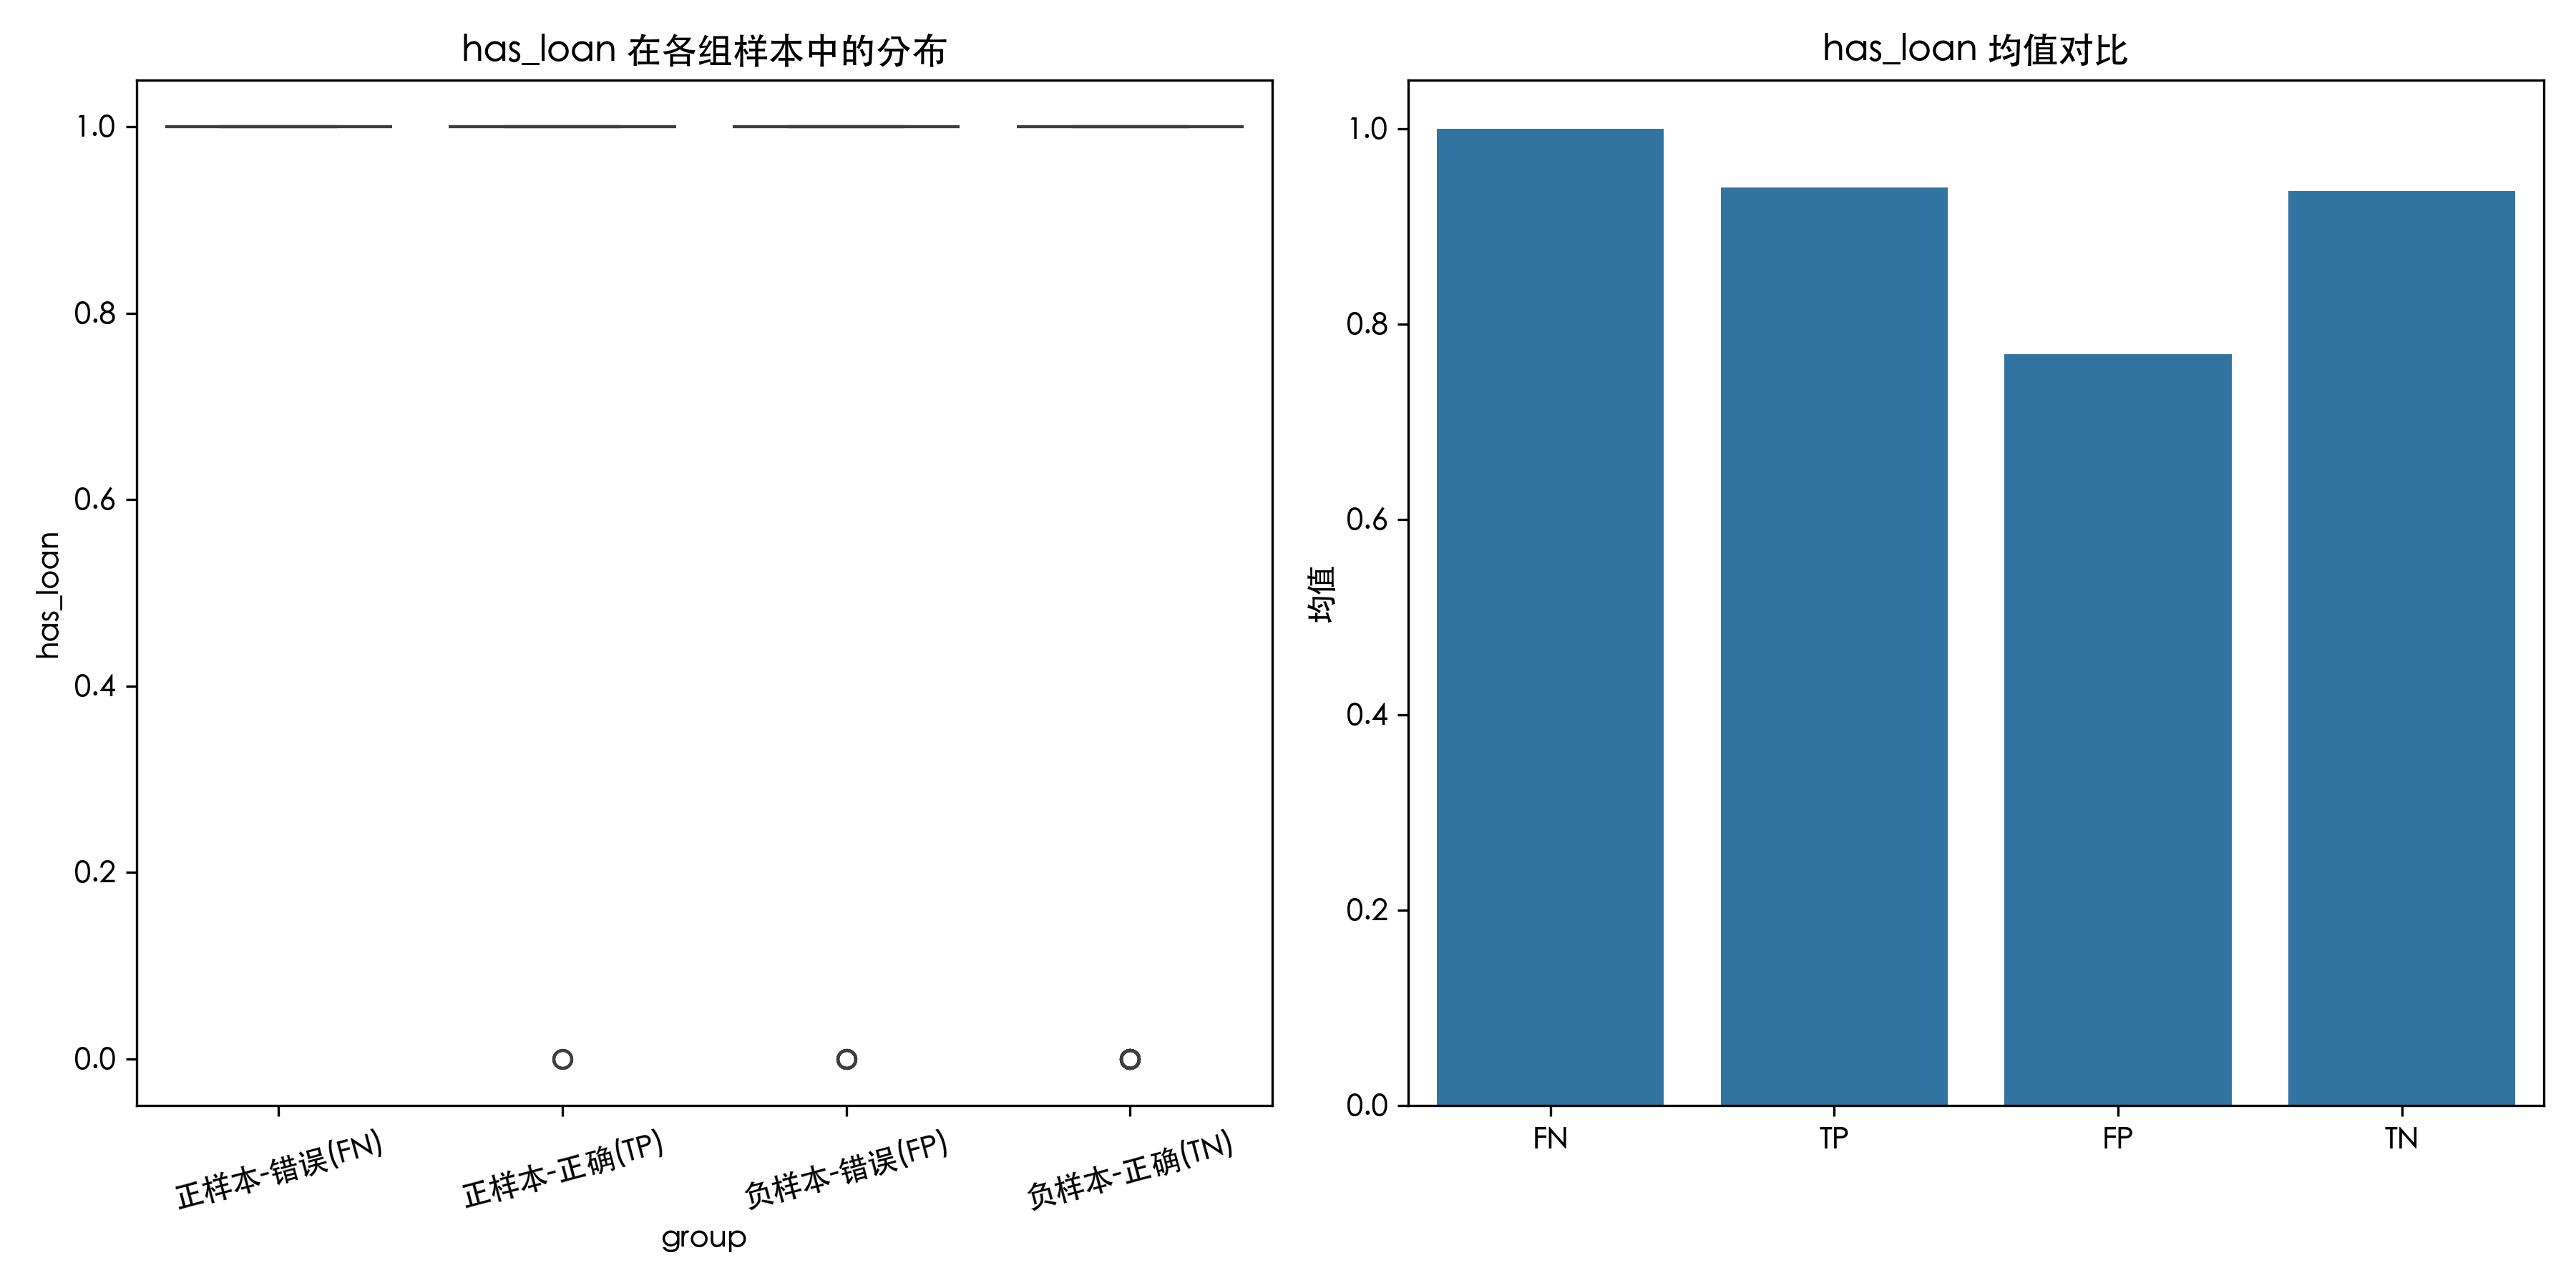 has_loan 在各组样本中的分布
has_loan
1.0
0.8
0.6
0.4
0.2
0.0
正样本-错误(FN)
正样本-正确(TP)
负样本-错误(FP)
负样本-正确(TN)
group
has_loan 均值对比
均值
1.0
0.8
0.6
0.4
0.2
0.0
FN
TP
FP
TN